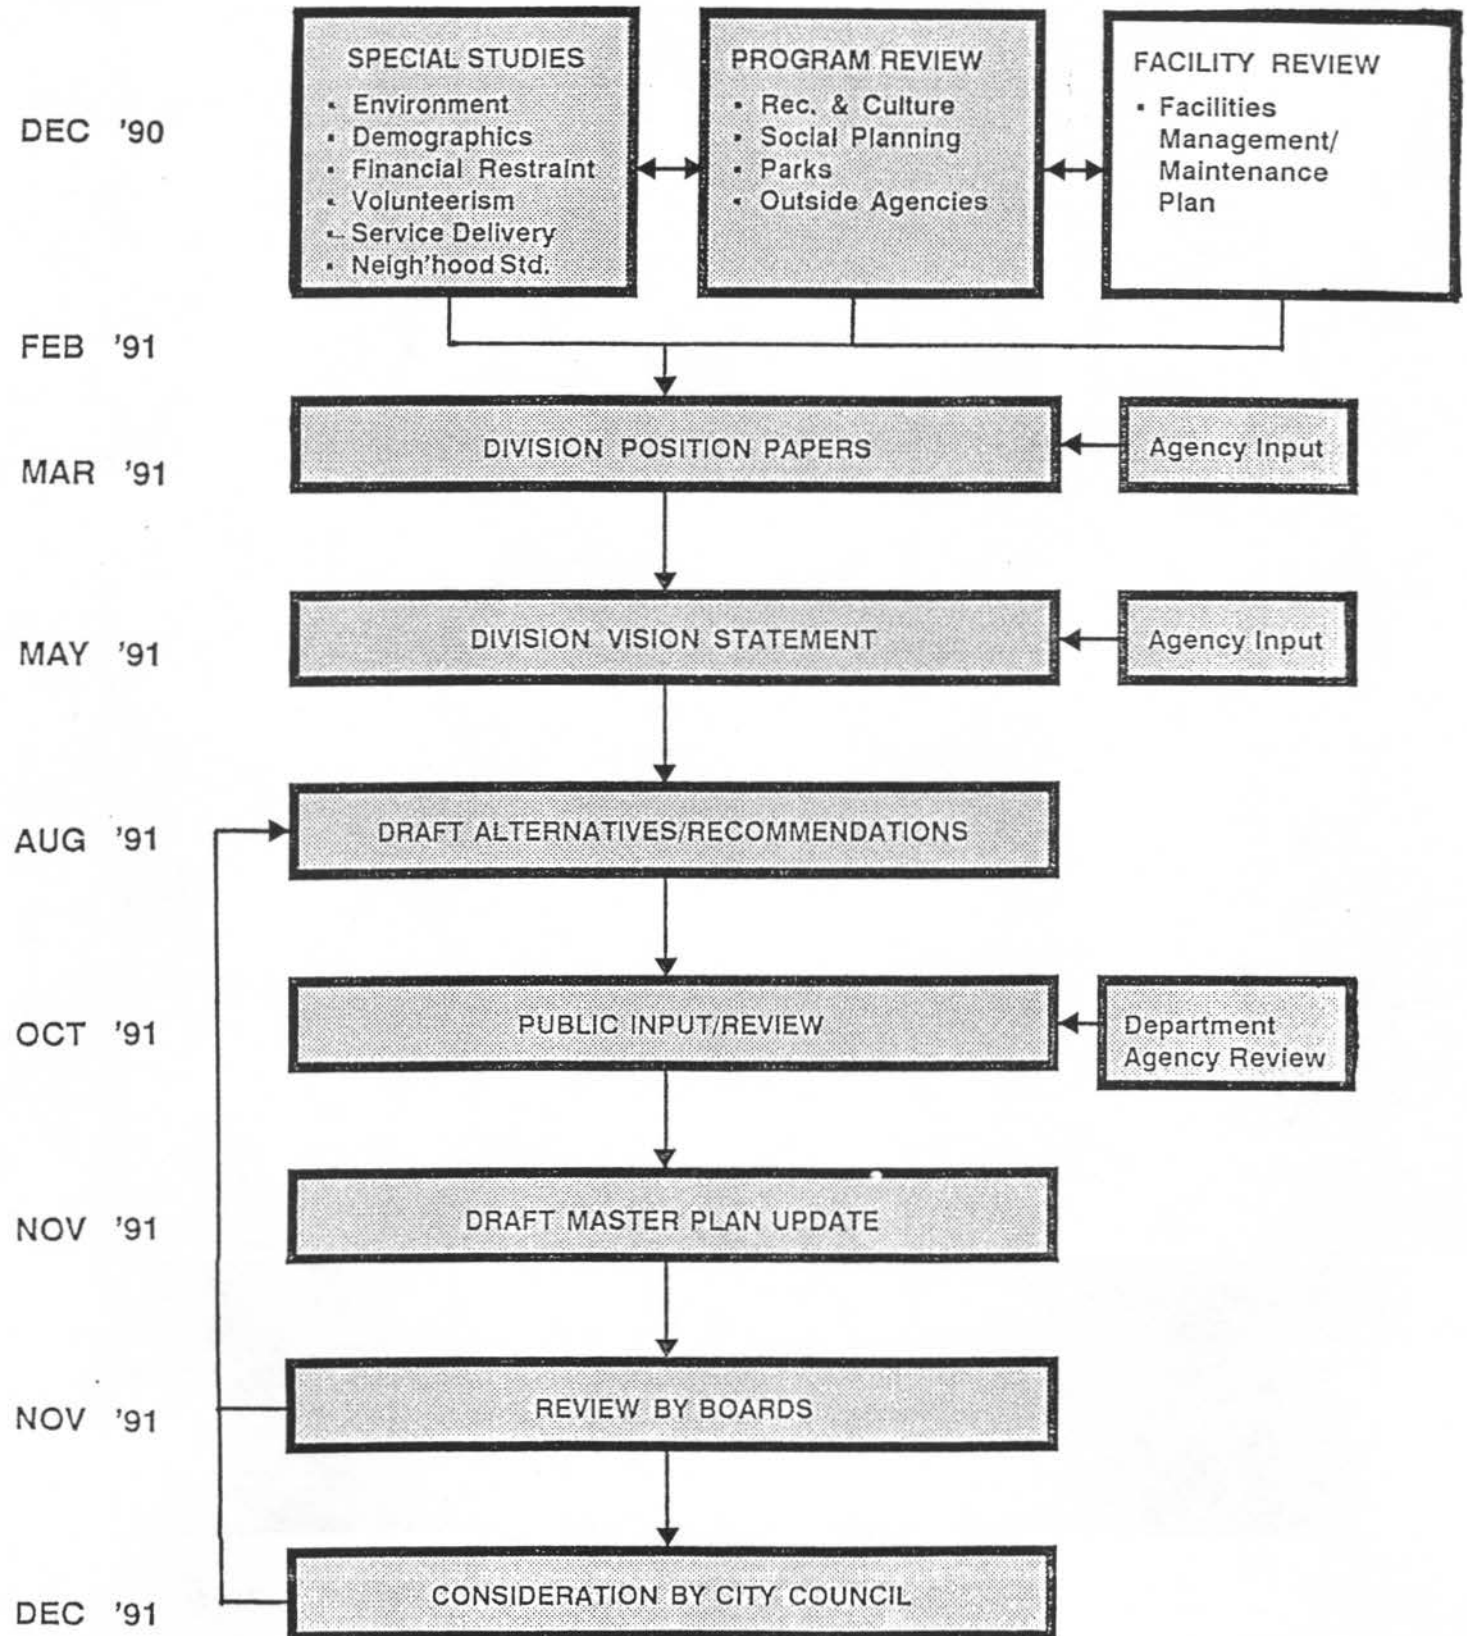 DEC '90
SPECIAL STUDIES
▪ Environment
▪ Demographics
▪ Financial Restraint
▪ Volunteerism
▪ Service Delivery
▪ Neigh'hood Std.
PROGRAM REVIEW
▪ Rec. & Culture
▪ Social Planning
▪ Parks
▪ Outside Agencies
FACILITY REVIEW
▪ Facilities
Management/
Maintenance
Plan
FEB '91
MAR '91
DIVISION POSITION PAPERS
Agency Input
MAY '91
DIVISION VISION STATEMENT
Agency Input
AUG '91
DRAFT ALTERNATIVES/RECOMMENDATIONS
OCT '91
PUBLIC INPUT/REVIEW
Department
Agency Review
NOV '91
DRAFT MASTER PLAN UPDATE
NOV '91
REVIEW BY BOARDS
DEC '91
CONSIDERATION BY CITY COUNCIL